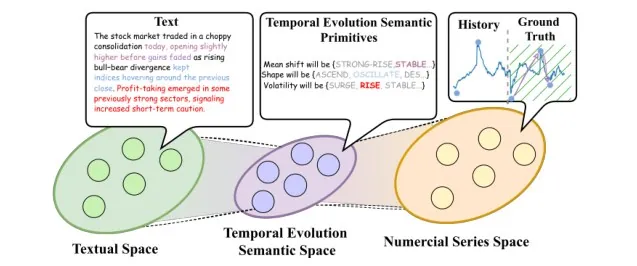 Text
The stock market traded in a choppy
consolidation today, opening slightly
higher before gains faded as rising
bull–bear divergence kept
indices hovering around the previous
close. Profit-taking emerged in some
previously strong sectors, signaling
increased short-term caution.
Temporal Evolution Semantic
Primitives
Mean shift will be {STRONG-RISE,STABLE…}
Shape will be {ASCEND, OSCILLATE, DES…}
Volatility will be {SURGE, RISE, STABLE…}
History
Ground
Truth
Textual Space
Temporal Evolution
Semantic Space
Numercial Series Space